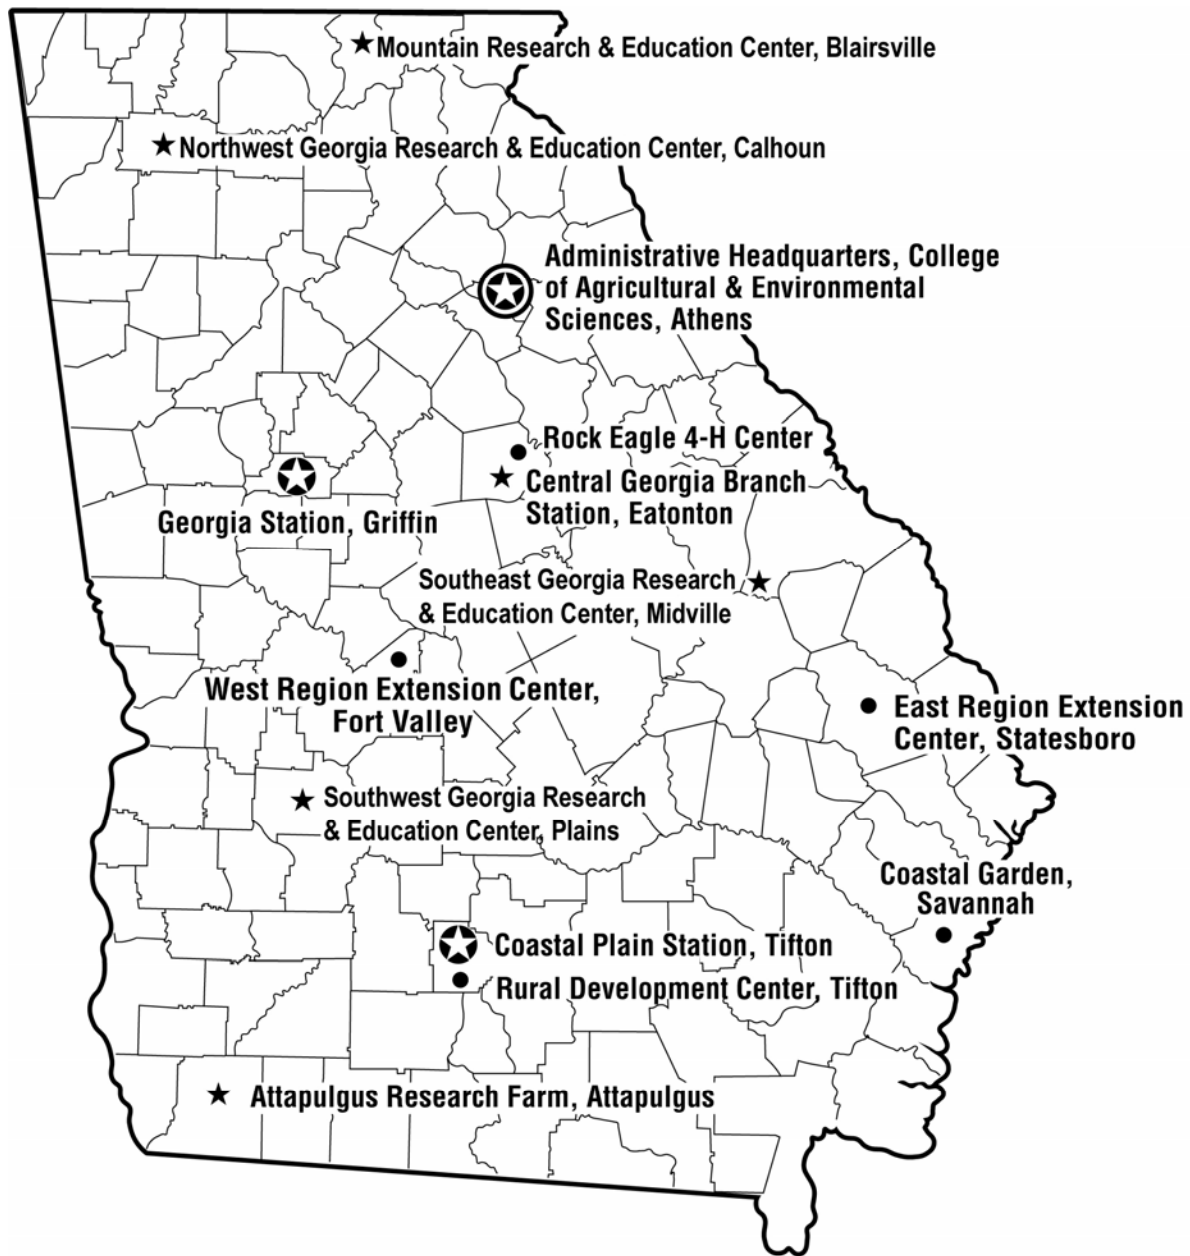 Mountain Research & Education Center, Blairsville
Northwest Georgia Research & Education Center, Calhoun
Administrative Headquarters, College
of Agricultural & Environmental
Sciences, Athens
Rock Eagle 4-H Center
Central Georgia Branch
Station, Eatonton
Georgia Station, Griffin
Southeast Georgia Research
& Education Center, Midville
West Region Extension Center,
Fort Valley
East Region Extension
Center, Statesboro
Southwest Georgia Research
& Education Center, Plains
Coastal Garden,
Savannah
Coastal Plain Station, Tifton
Rural Development Center, Tifton
Attapulgus Research Farm, Attapulgus